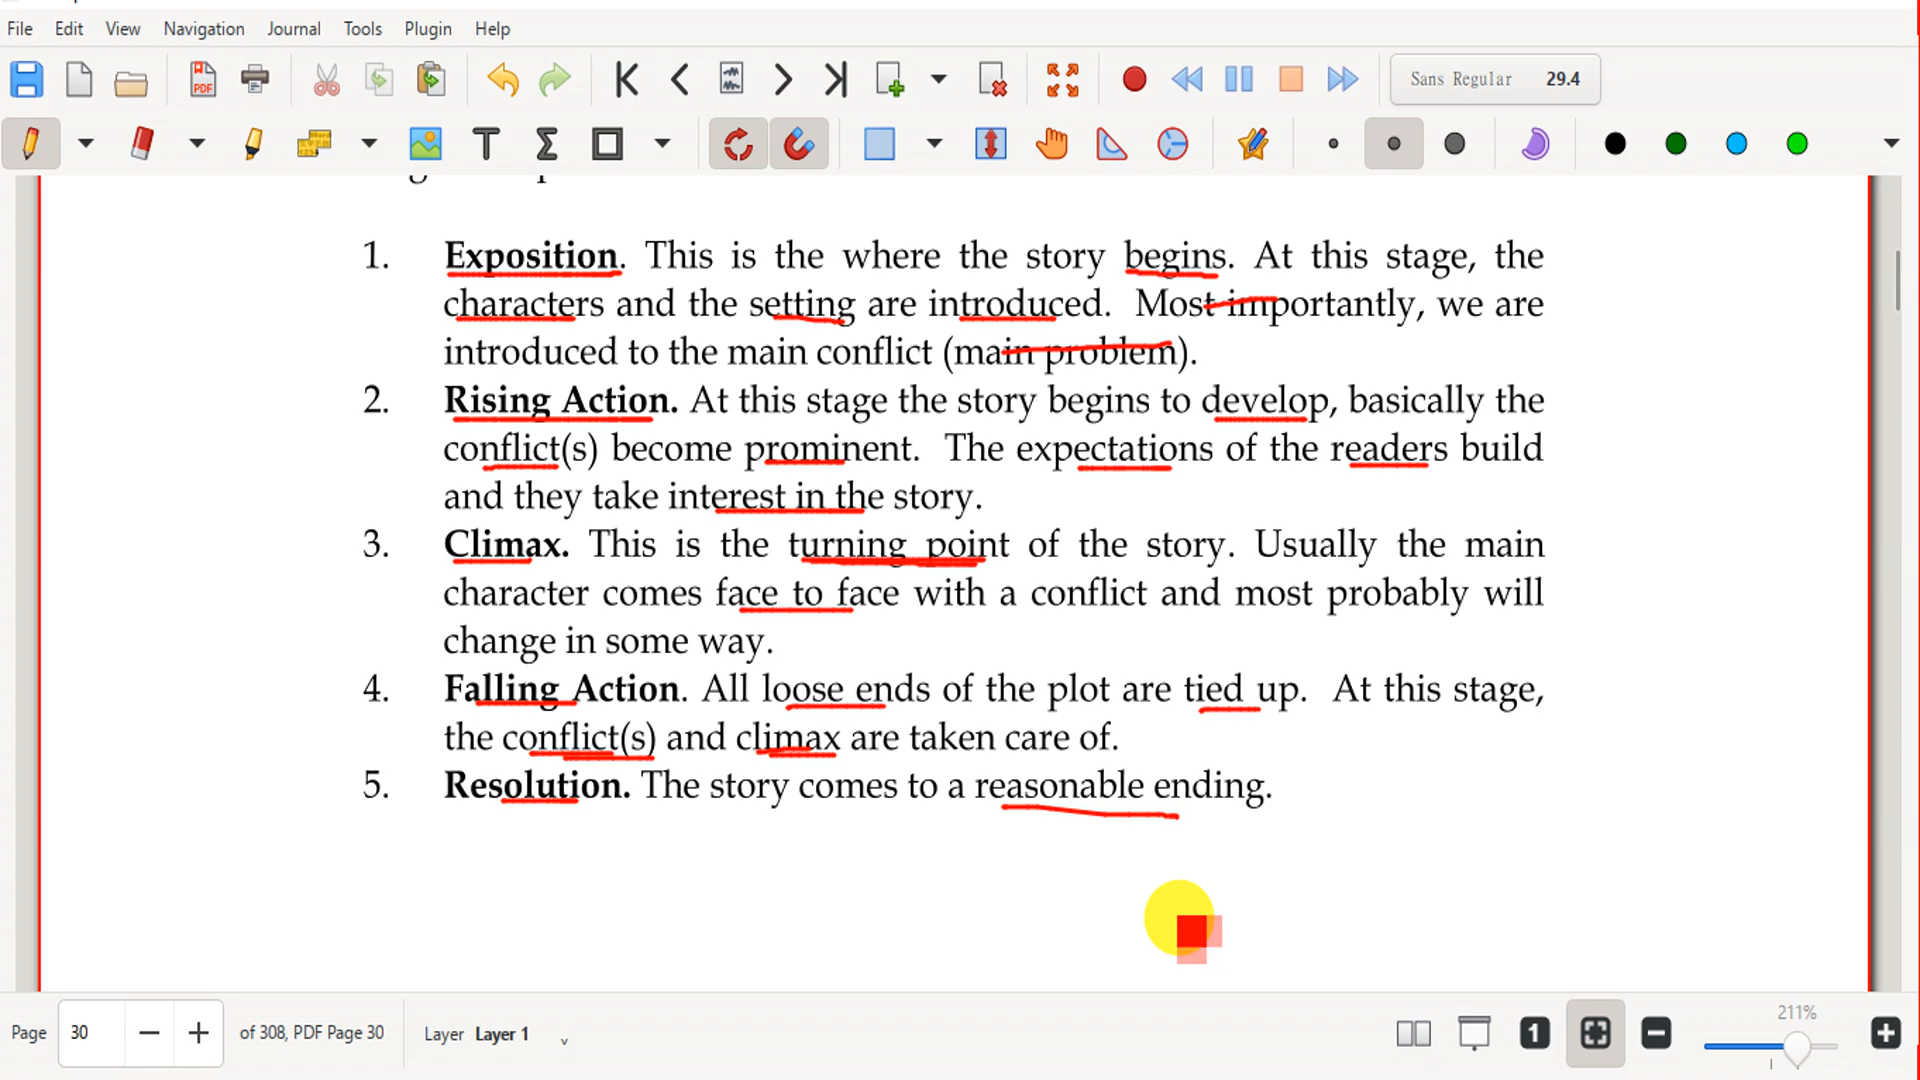 File Edit View Navigation Journal Tools Plugin Help
Sans Regular 29.4
1. Exposition. This is the where the story begins. At this stage, the
characters and the setting are introduced. Most importantly, we are
introduced to the main conflict (main problem).
2. Rising Action. At this stage the story begins to develop, basically the
conflict(s) become prominent. The expectations of the readers build
and they take interest in the story.
3. Climax. This is the turning point of the story. Usually the main
character comes face to face with a conflict and most probably will
change in some way.
4. Falling Action. All loose ends of the plot are tied up. At this stage,
the conflict(s) and climax are taken care of.
5. Resolution. The story comes to a reasonable ending.
211%
Page 30 of 308, PDF Page 30 Layer Layer 1